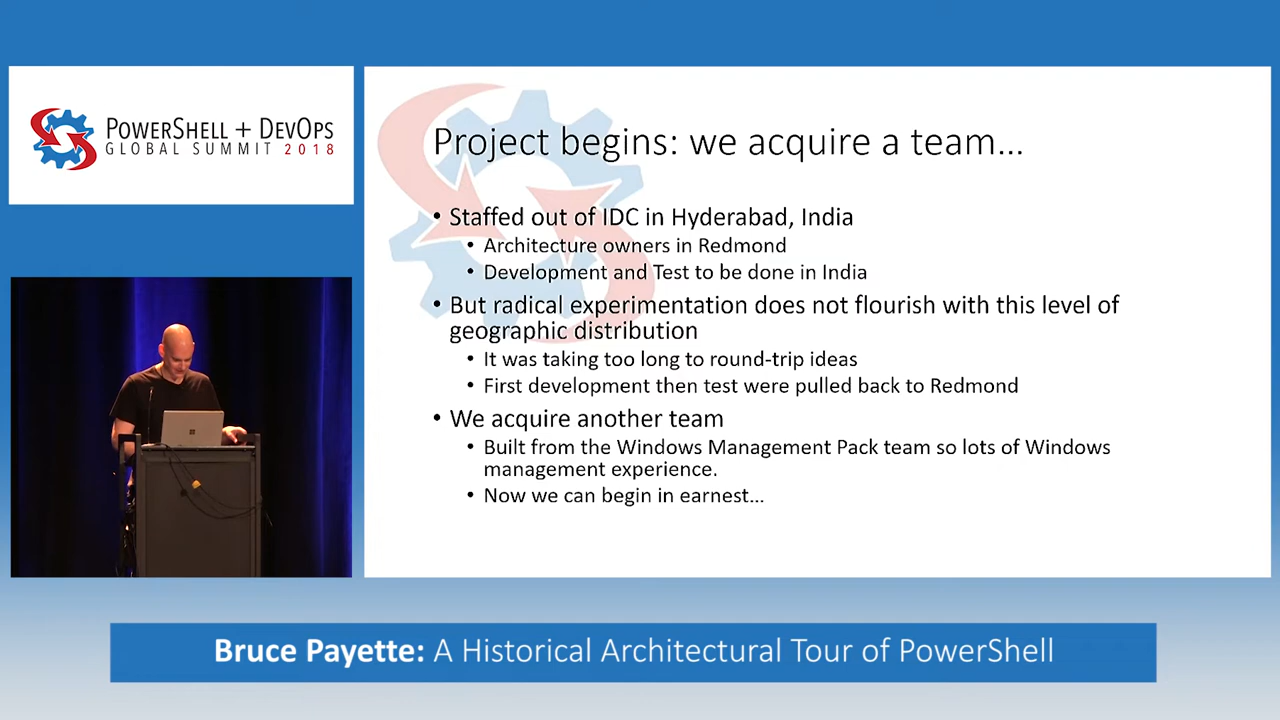 POWERSHELL + DEVOPS
GLOBAL SUMMIT 2018
Project begins: we acquire a team…
• Staffed out of IDC in Hyderabad, India
• Architecture owners in Redmond
• Development and Test to be done in India
• But radical experimentation does not flourish with this level of
geographic distribution
• It was taking too long to round-trip ideas
• First development then test were pulled back to Redmond
• We acquire another team
• Built from the Windows Management Pack team so lots of Windows
management experience.
• Now we can begin in earnest…
Bruce Payette: A Historical Architectural Tour of PowerShell